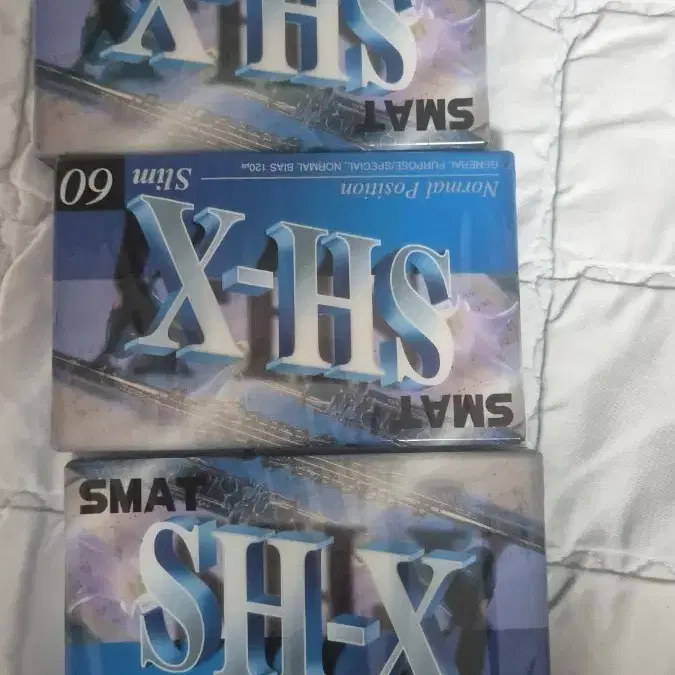 SMAT
SH-X
SMAT
SH-X
Normal Position Slim 60
GENERAL PURPOSE/SPECIAL, NORMAL BIAS 120㎲
SMAT
SH-X